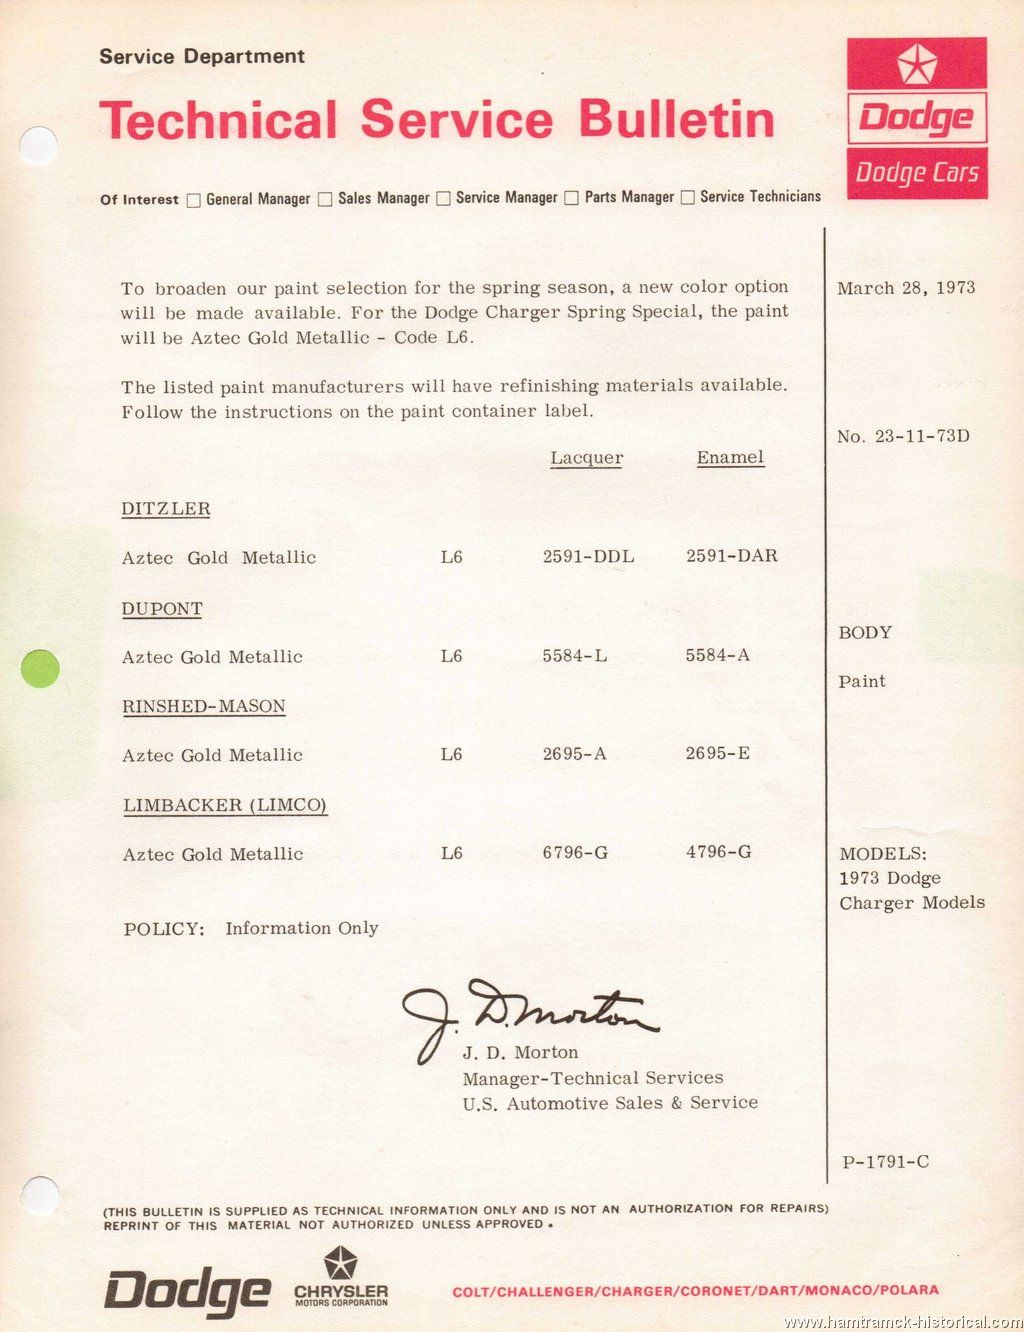 Service Department
Technical Service Bulletin
Dodge
Dodge Cars
Of Interest □ General Manager □ Sales Manager □ Service Manager □ Parts Manager □ Service Technicians
To broaden our paint selection for the spring season, a new color option
will be made available. For the Dodge Charger Spring Special, the paint
will be Aztec Gold Metallic - Code L6.
The listed paint manufacturers will have refinishing materials available.
Follow the instructions on the paint container label.
Lacquer Enamel
DITZLER
Aztec Gold Metallic L6 2591-DDL 2591-DAR
DUPONT
Aztec Gold Metallic L6 5584-L 5584-A
RINSHED-MASON
Aztec Gold Metallic L6 2695-A 2695-E
LIMBACKER (LIMCO)
Aztec Gold Metallic L6 6796-G 4796-G
POLICY: Information Only
J. D. Morton
J. D. Morton
Manager-Technical Services
U.S. Automotive Sales & Service
March 28, 1973
No. 23-11-73D
BODY
Paint
MODELS:
1973 Dodge
Charger Models
P-1791-C
(THIS BULLETIN IS SUPPLIED AS TECHNICAL INFORMATION ONLY AND IS NOT AN AUTHORIZATION FOR REPAIRS)
REPRINT OF THIS MATERIAL NOT AUTHORIZED UNLESS APPROVED.
Dodge
CHRYSLER
MOTORS CORPORATION
COLT/CHALLENGER/CHARGER/CORONET/DART/MONACO/POLARA
www.hamtramck-historical.com